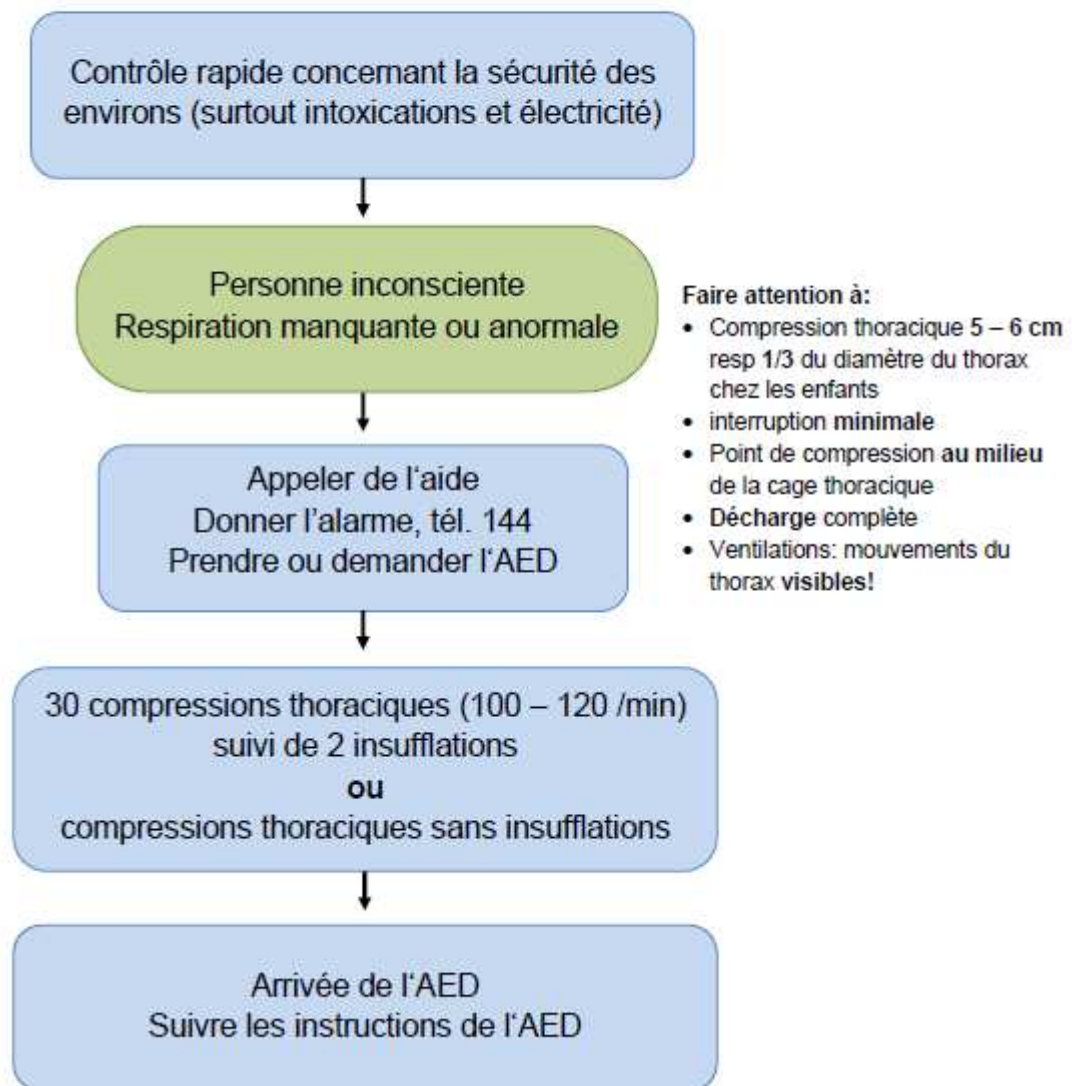 Contrôle rapide concernant la sécurité des
environs (surtout intoxications et électricité)
Personne inconsciente
Respiration manquante ou anormale
Faire attention à:
• Compression thoracique 5 – 6 cm
resp 1/3 du diamètre du thorax
chez les enfants
• interruption minimale
• Point de compression au milieu
de la cage thoracique
• Décharge complète
• Ventilations: mouvements du
thorax visibles!
Appeler de l‘aide
Donner l’alarme, tél. 144
Prendre ou demander l‘AED
30 compressions thoraciques (100 – 120 /min)
suivi de 2 insufflations
ou
compressions thoraciques sans insufflations
Arrivée de l‘AED
Suivre les instructions de l‘AED